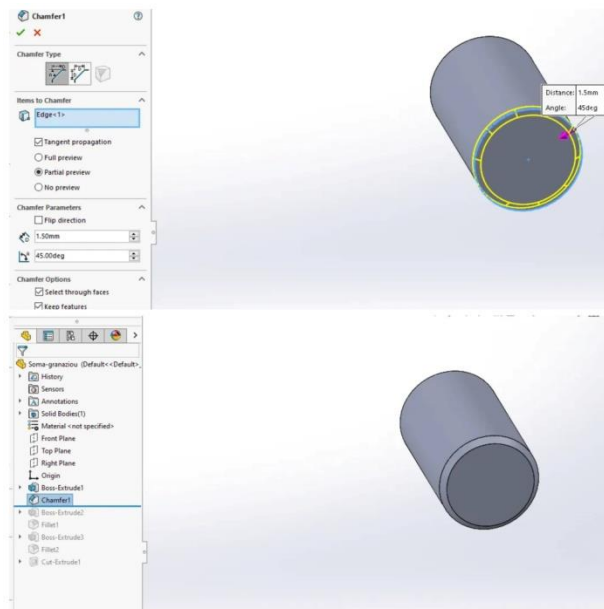 Chamfer1
Chamfer Type
Items to Chamfer
Edge<1>
Tangent propagation
Full preview
Partial preview
No preview
Chamfer Parameters
Flip direction
1.50mm
45.00deg
Chamfer Options
Select through faces
Keep features
Distance: 1.5mm
Angle: 45deg
Soma-granaziou (Default<<Default>
History
Sensors
Annotations
Solid Bodies(1)
Material <not specified>
Front Plane
Top Plane
Right Plane
Origin
Boss-Extrude1
Chamfer1
Boss-Extrude2
Fillet1
Boss-Extrude3
Fillet2
Cut-Extrude1